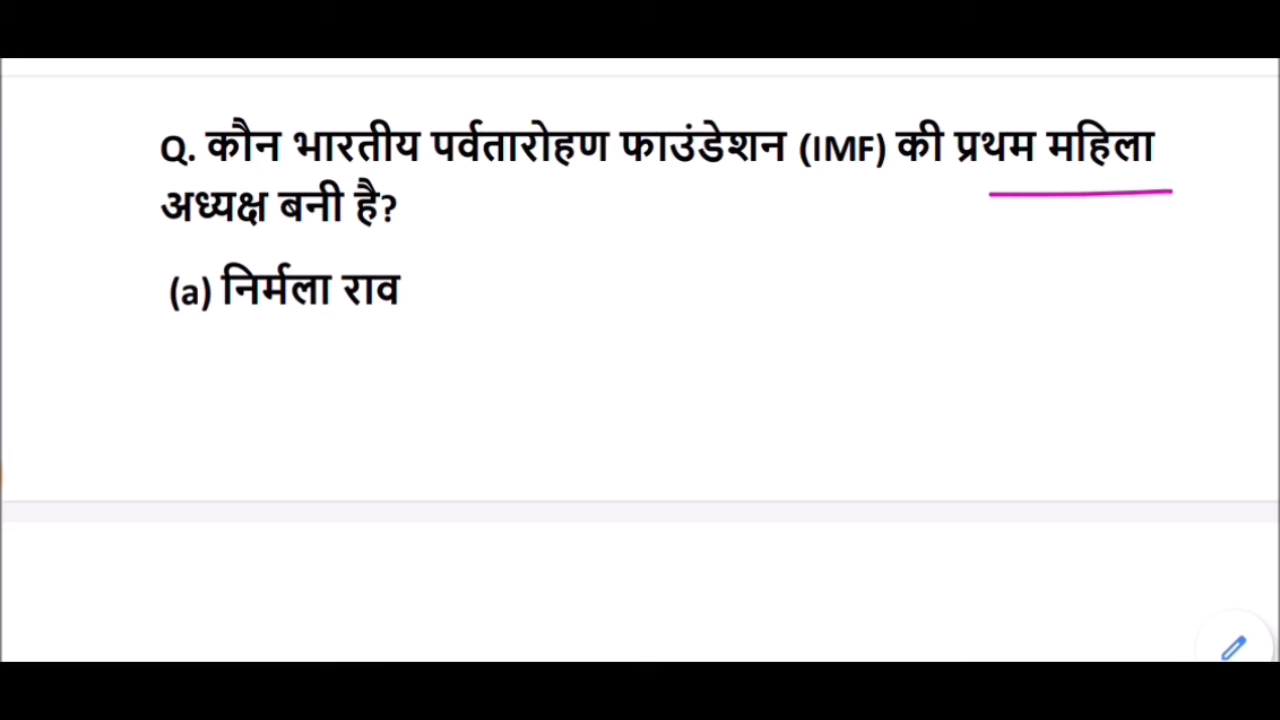 Q. कौन भारतीय पर्वतारोहण फाउंडेशन (IMF) की प्रथम महिला
अध्यक्ष बनी है?
(a) निर्मला राव